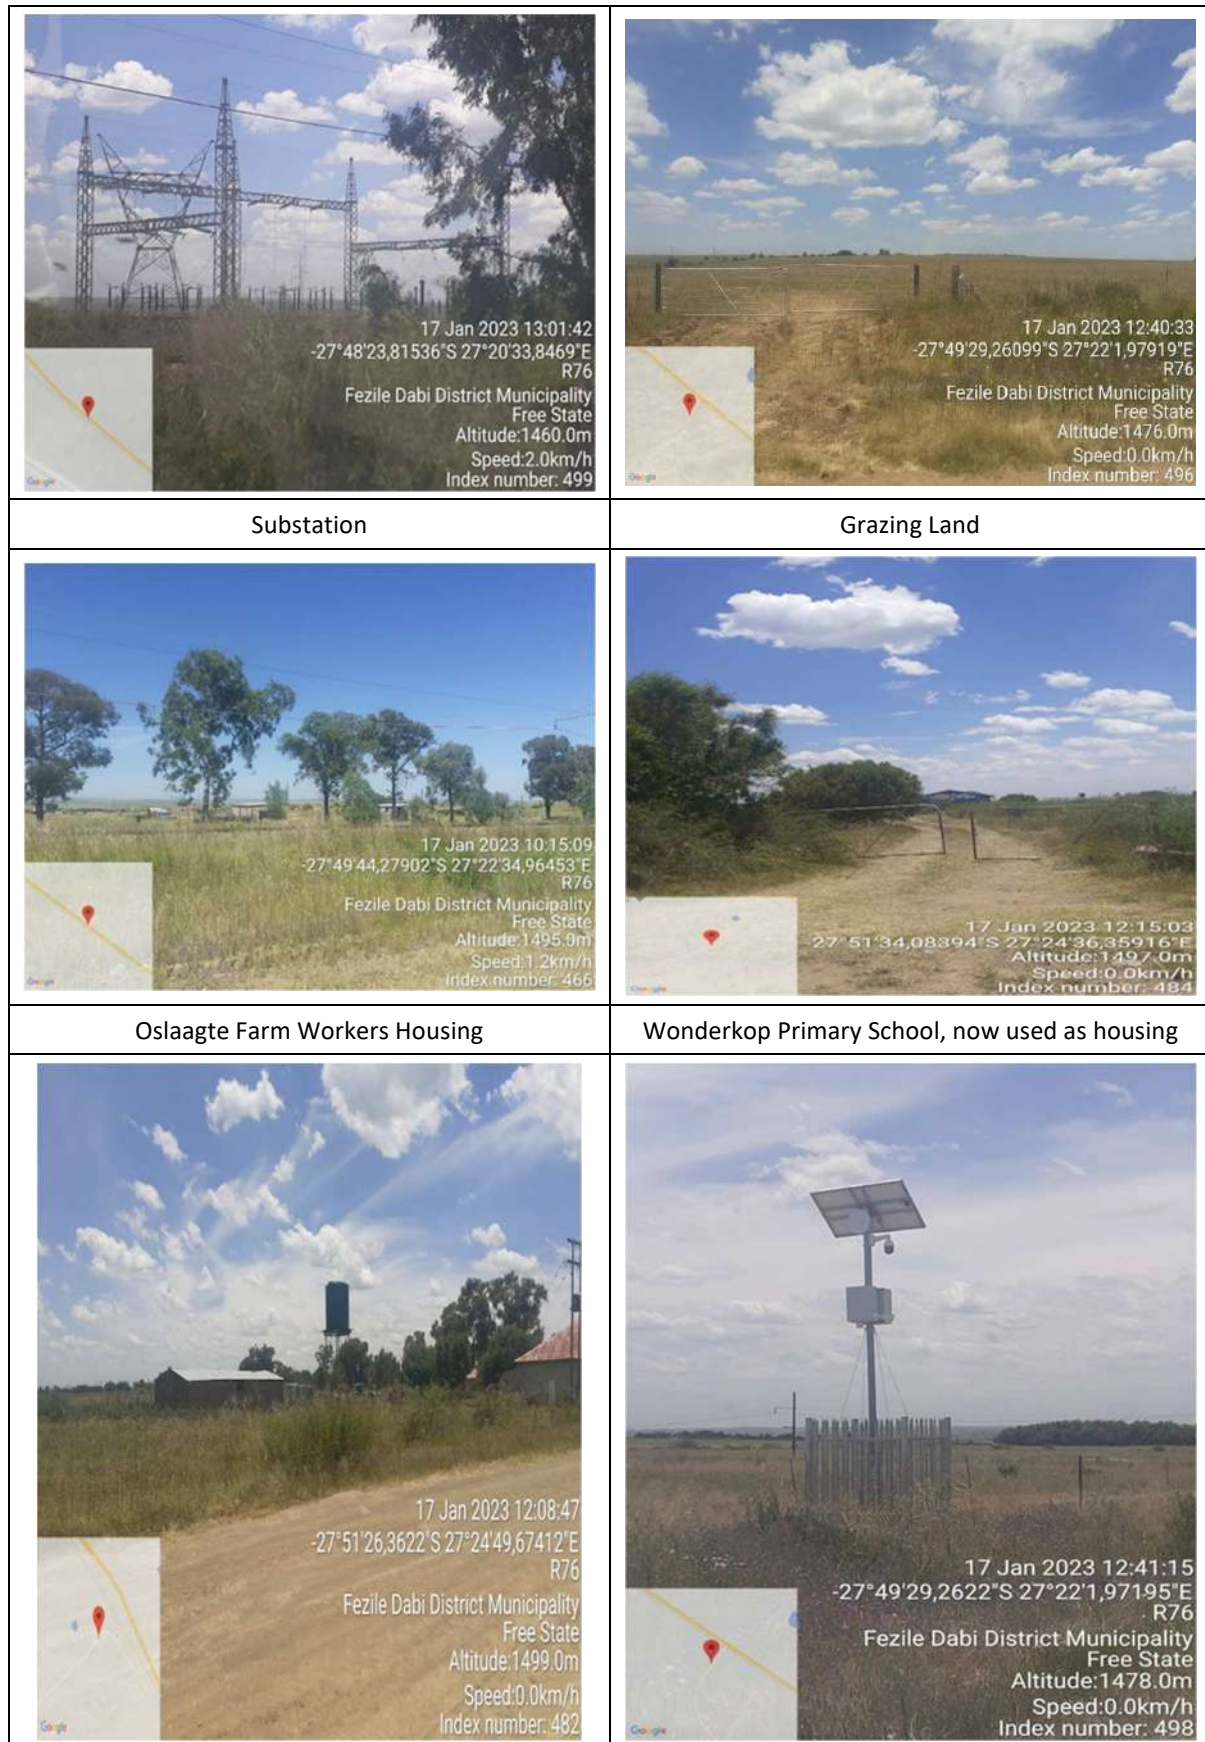 17 Jan 2023 13:01:42
-27°48'23,81536"S 27°20'33,8469"E
R76
Fezile Dabi District Municipality
Free State
Altitude:1460.0m
Speed:2.0km/h
Index number: 499
Google
17 Jan 2023 12:40:33
-27°49'29,26099"S 27°22'1,97919"E
R76
Fezile Dabi District Municipality
Free State
Altitude:1476.0m
Speed:0.0km/h
Index number: 496
Google
Substation
Grazing Land
17 Jan 2023 10:15:09
-27°49'44,27902"S 27°22'34,96453"E
R76
Fezile Dabi District Municipality
Free State
Altitude:1495.9m
Speed:1.2km/h
Index number: 466
Google
17 Jan 2023 12:15:03
27°51'34,08394"S 27°24'36,35916"E
Altitude:1497.0m
Speed:0.0km/h
Index number: 484
Google
Oslaagte Farm Workers Housing
Wonderkop Primary School, now used as housing
17 Jan 2023 12:08:47
-27°51'26,3622"S 27°24'49,67412"E
R76
Fezile Dabi District Municipality
Free State
Altitude:1499.0m
Speed:0.0km/h
Index number: 482
Google
17 Jan 2023 12:41:15
-27°49'29,2622"S 27°22'1,97195"E
R76
Fezile Dabi District Municipality
Free State
Altitude:1478.0m
Speed:0.0km/h
Index number: 498
Google